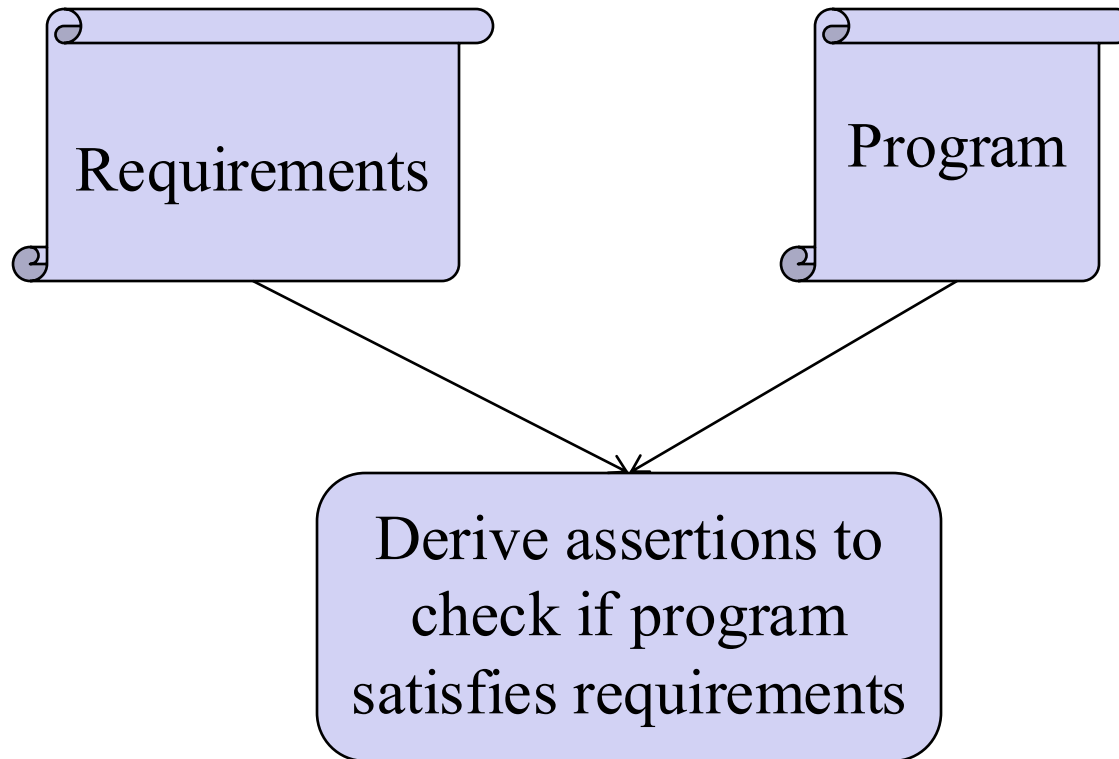 Requirements
Program
Derive assertions to
check if program
satisfies requirements